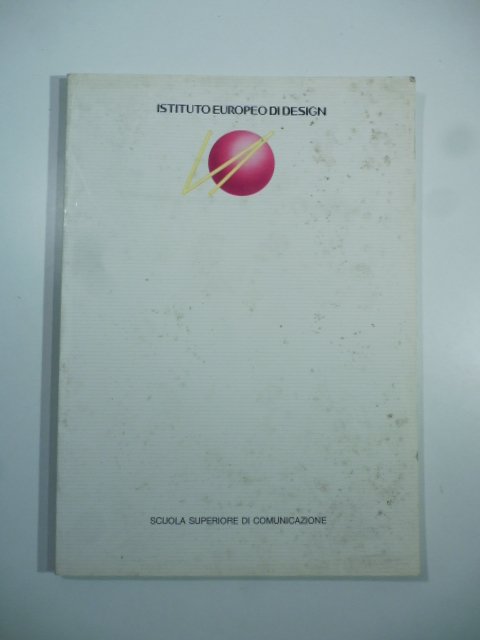 ISTITUTO EUROPEO DI DESIGN
SCUOLA SUPERIORE DI COMUNICAZIONE